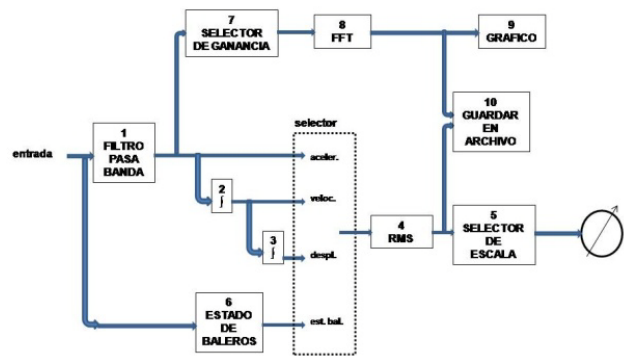 7
SELECTOR
DE GANANCIA
8
FFT
9
GRAFICO
10
GUARDAR
EN
ARCHIVO
selector
entrada
1
FILTRO
PASA
BANDA
aceler.
2
∫
veloc.
3
∫
despl.
4
RMS
5
SELECTOR
DE
ESCALA
6
ESTADO
DE
BALEROS
est. bal.